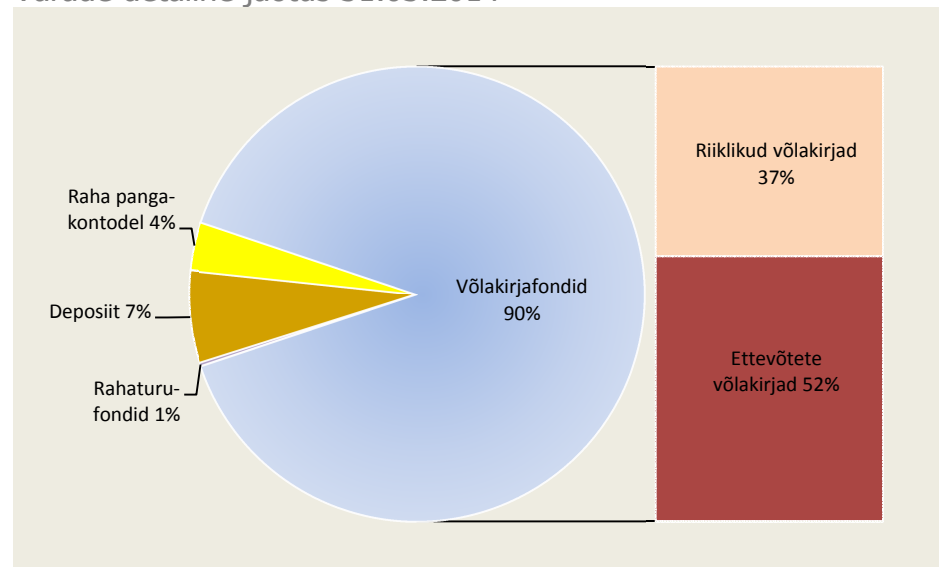 Raha panga-
kontodel 4%
Deposiit 7%
Rahaturu-
fondid 1%
Võlakirjafondid
90%
Riiklikud võlakirjad
37%
Ettevõtete
võlakirjad 52%